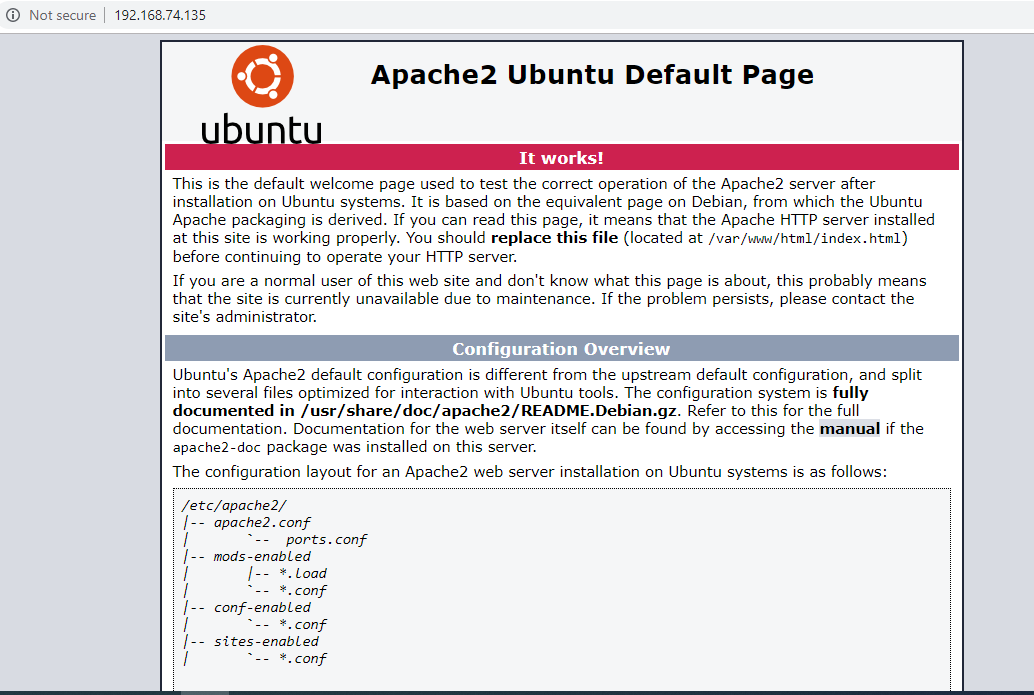 Not secure | 192.168.74.135
ubuntu
Apache2 Ubuntu Default Page
It works!
This is the default welcome page used to test the correct operation of the Apache2 server after
installation on Ubuntu systems. It is based on the equivalent page on Debian, from which the Ubuntu
Apache packaging is derived. If you can read this page, it means that the Apache HTTP server installed
at this site is working properly. You should replace this file (located at /var/www/html/index.html)
before continuing to operate your HTTP server.
If you are a normal user of this web site and don't know what this page is about, this probably means
that the site is currently unavailable due to maintenance. If the problem persists, please contact the
site's administrator.
Configuration Overview
Ubuntu's Apache2 default configuration is different from the upstream default configuration, and split
into several files optimized for interaction with Ubuntu tools. The configuration system is fully
documented in /usr/share/doc/apache2/README.Debian.gz. Refer to this for the full
documentation. Documentation for the web server itself can be found by accessing the manual if the
apache2-doc package was installed on this server.
The configuration layout for an Apache2 web server installation on Ubuntu systems is as follows:
/etc/apache2/
|-- apache2.conf
|       `--  ports.conf
|-- mods-enabled
|       |-- *.load
|       `-- *.conf
|-- conf-enabled
|       `-- *.conf
|-- sites-enabled
|       `-- *.conf